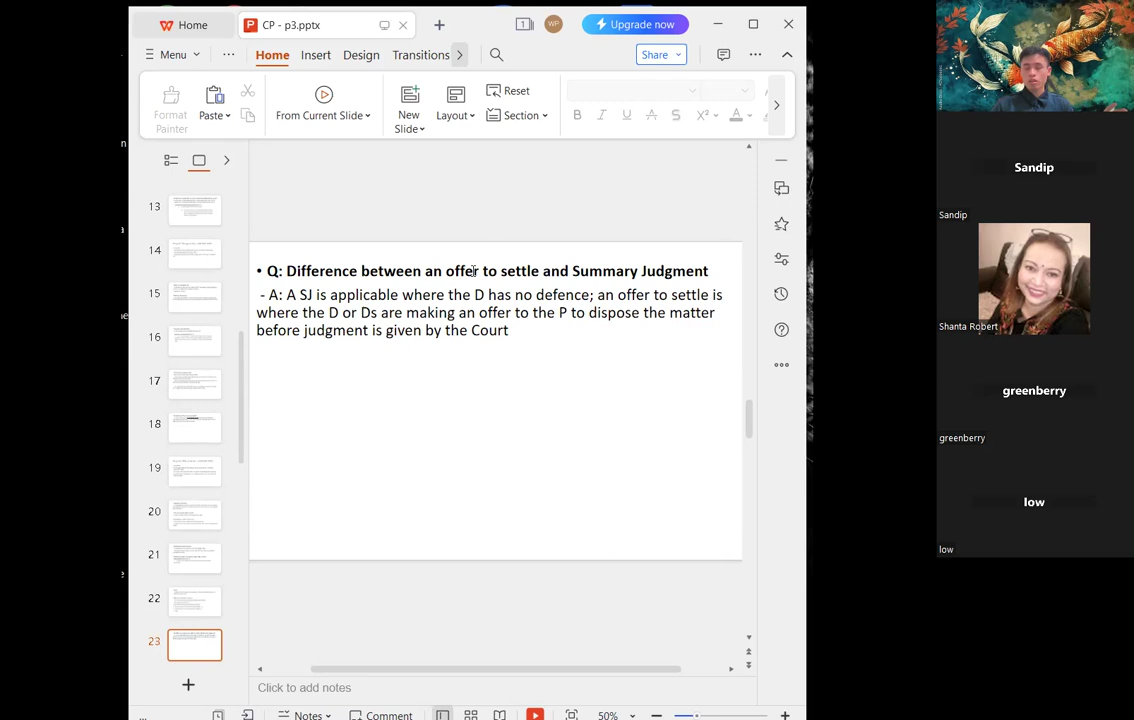 Home
CP - p3.pptx
1
WP
Upgrade now
Menu
Home
Insert
Design
Transitions
Share
Format
Painter
Paste
From Current Slide
New
Slide
Layout
Reset
Section
B I U A S X² A
13
14
15
16
17
18
19
20
21
22
23
• Q: Difference between an offer to settle and Summary Judgment
- A: A SJ is applicable where the D has no defence; an offer to settle is
where the D or Ds are making an offer to the P to dispose the matter
before judgment is given by the Court
Click to add notes
Notes
Comment
50%
Sandip
Sandip
Shanta Robert
greenberry
greenberry
low
low